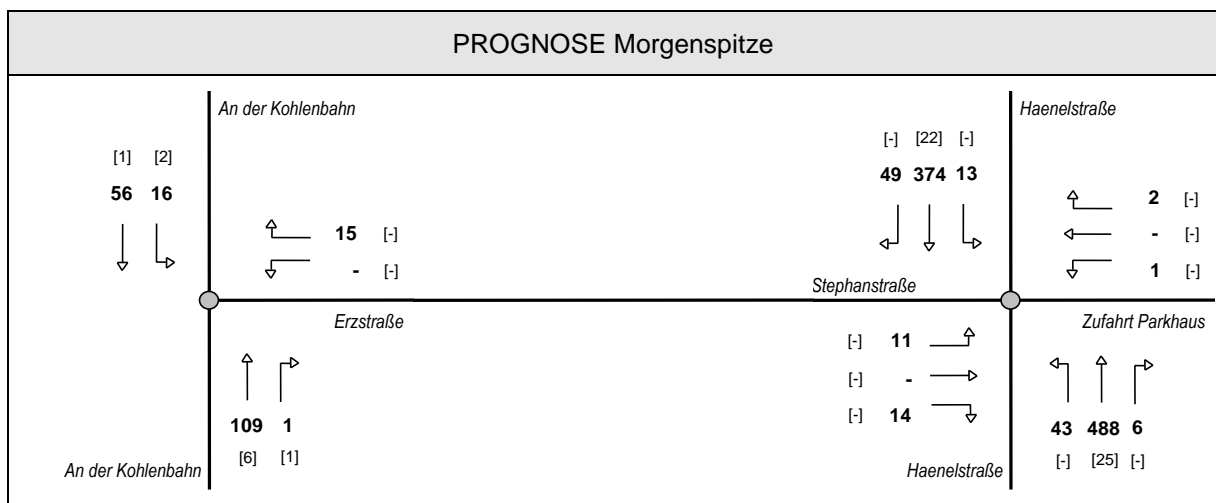 PROGNOSE Morgenspitze
An der Kohlenbahn
Haenelstraße
[1] [2]
[-] [22] [-]
56 16
49 374 13
2 [-]
15 [-]
- [-]
- [-]
1 [-]
Stephanstraße
Erzstraße
Zufahrt Parkhaus
[-] 11
[-] -
[-] 14
109 1
43 488 6
[6] [1]
[-] [25] [-]
An der Kohlenbahn
Haenelstraße